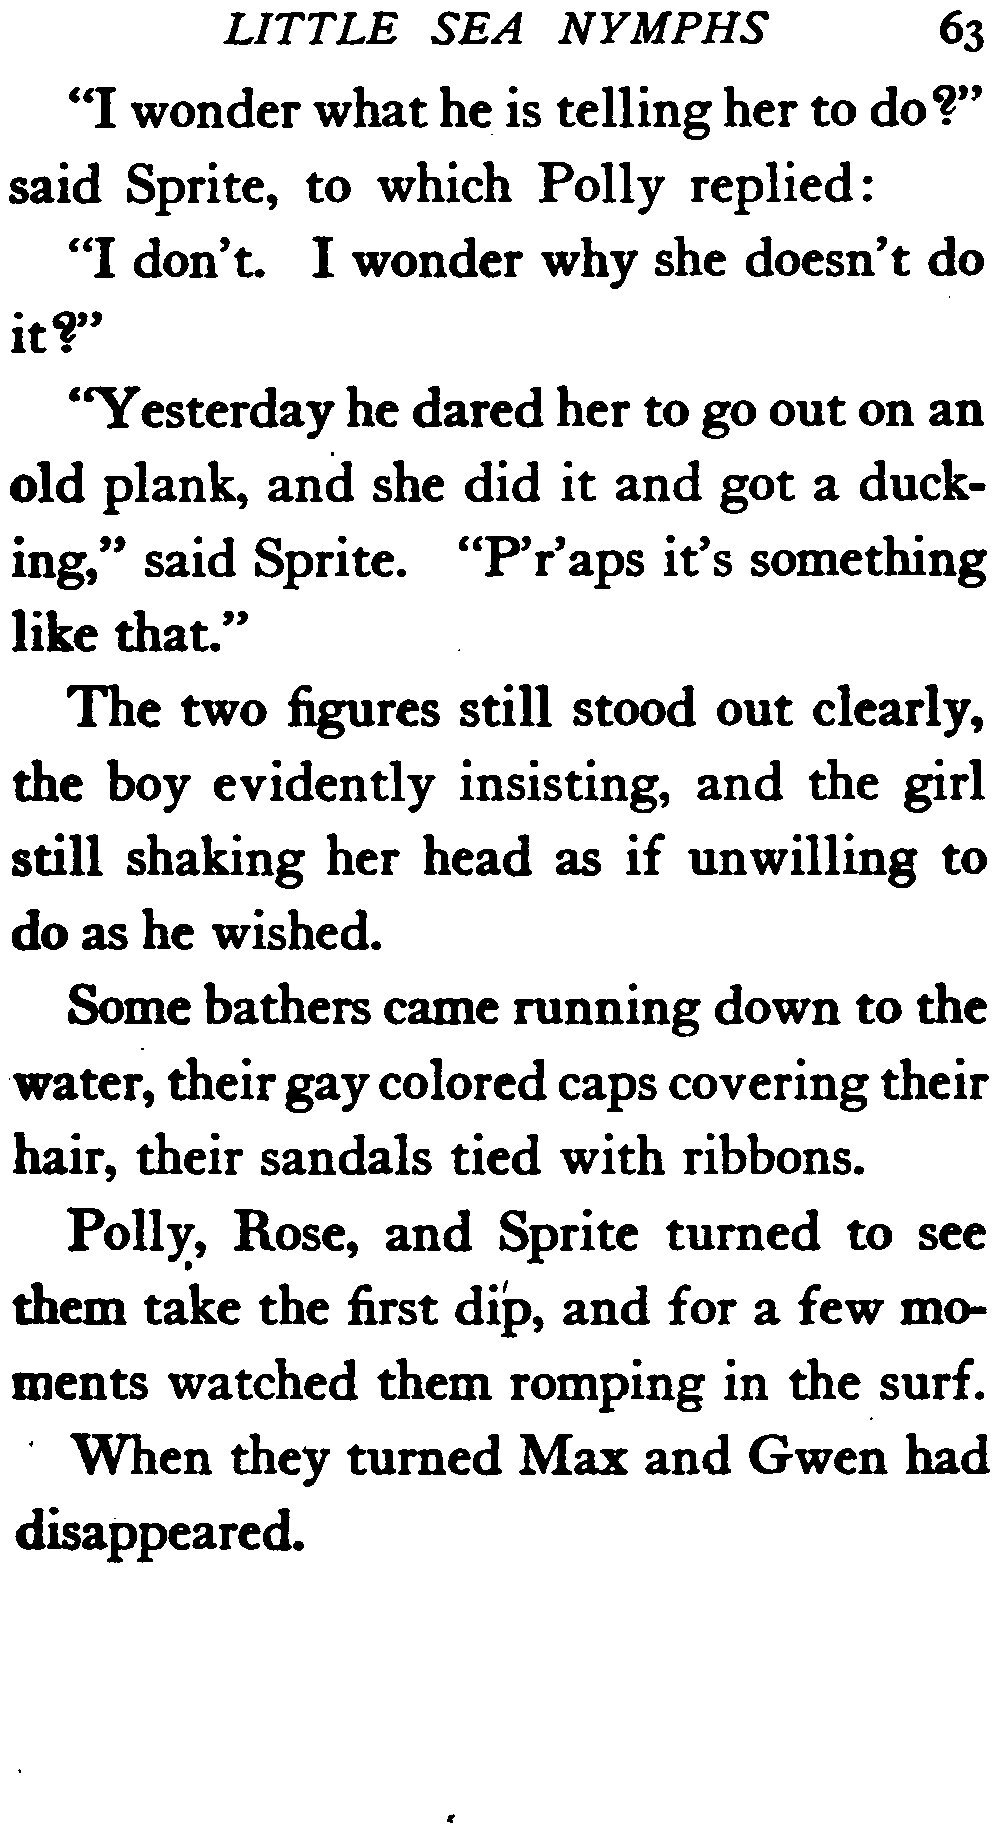 LITTLE SEA NYMPHS 63
"I wonder what he is telling her to do?"
said Sprite, to which Polly replied:
"I don't. I wonder why she doesn't do
it?"
"Yesterday he dared her to go out on an
old plank, and she did it and got a duck-
ing," said Sprite. "P'r'aps it's something
like that."
The two figures still stood out clearly,
the boy evidently insisting, and the girl
still shaking her head as if unwilling to
do as he wished.
Some bathers came running down to the
water, their gay colored caps covering their
hair, their sandals tied with ribbons.
Polly, Rose, and Sprite turned to see
them take the first dip, and for a few mo-
ments watched them romping in the surf.
When they turned Max and Gwen had
disappeared.